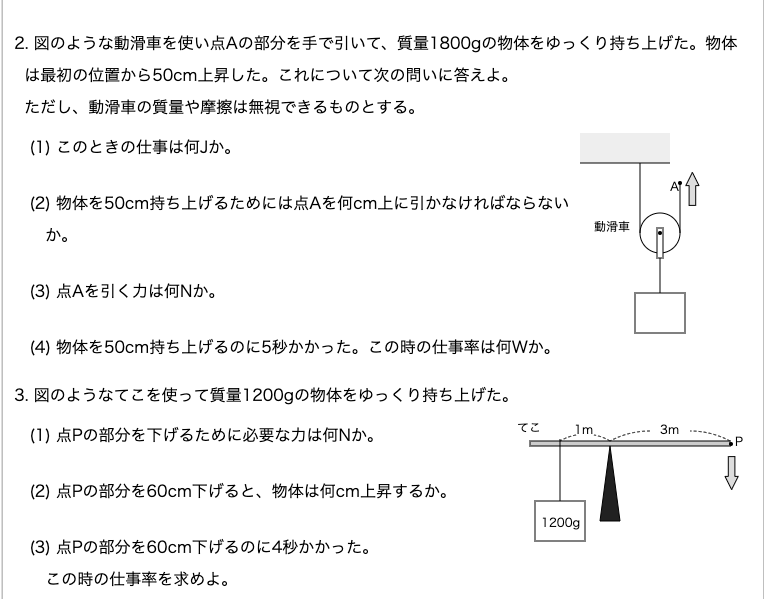 2. 図のような動滑車を使い点Aの部分を手で引いて、質量1800gの物体をゆっくり持ち上げた。物体
は最初の位置から50cm上昇した。これについて次の問いに答えよ。
ただし、動滑車の質量や摩擦は無視できるものとする。
(1) このときの仕事は何Jか。
(2) 物体を50cm持ち上げるためには点Aを何cm上に引かなければならない
か。
(3) 点Aを引く力は何Nか。
(4) 物体を50cm持ち上げるのに5秒かかった。この時の仕事率は何Wか。
A
動滑車
3. 図のようなてこを使って質量1200gの物体をゆっくり持ち上げた。
(1) 点Pの部分を下げるために必要な力は何Nか。
(2) 点Pの部分を60cm下げると、物体は何cm上昇するか。
(3) 点Pの部分を60cm下げるのに4秒かかった。
この時の仕事率を求めよ。
てこ 1m 3m
P
1200g